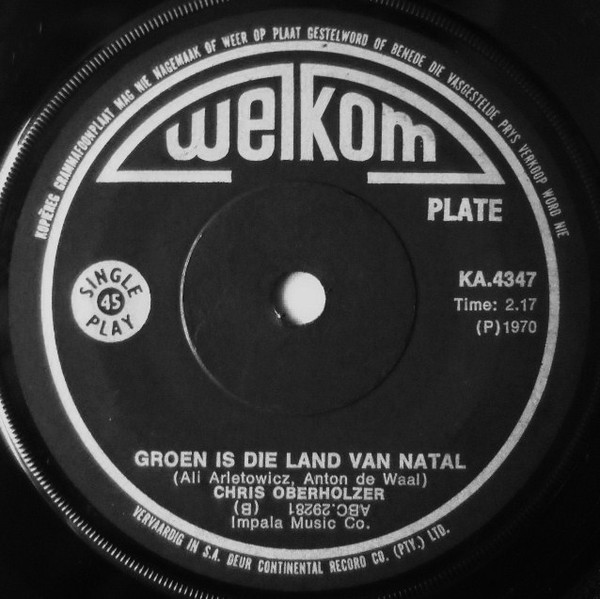 KOPËREG GRAMMAFOONPLAAT MAG NIE NAGEMAAK OF WEER OP PLAAT GESTELWORD OF BENEDE DIE VASGESTELDE PRYS VERKOOP WORD NIE
welkom
PLATE
SINGLE
45
PLAY
KA.4347
Time: 2.17
(P)1970
GROEN IS DIE LAND VAN NATAL
(Ali Arletowicz, Anton de Waal)
CHRIS OBERHOLZER
(B)
ABC.29281
Impala Music Co.
VERVAARDIG IN S.A. DEUR CONTINENTAL RECORD CO. (PTY.) LTD.